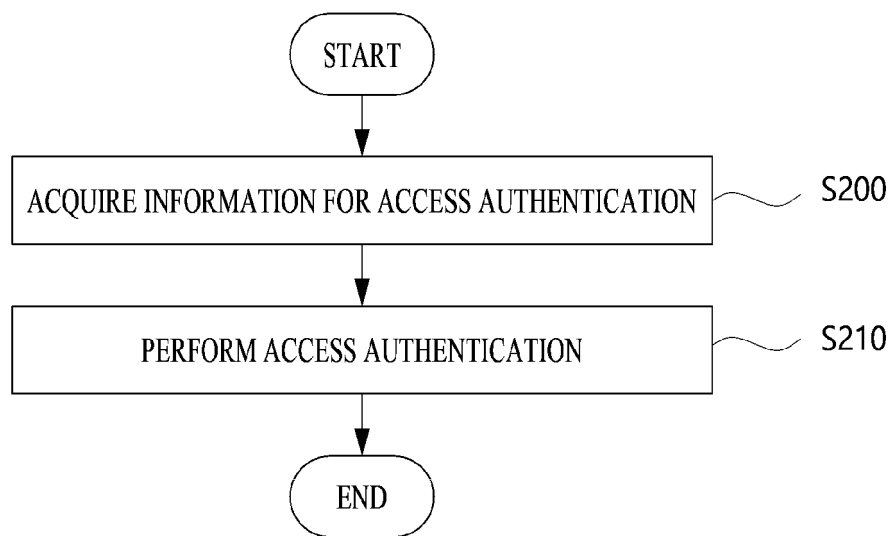 START
ACQUIRE INFORMATION FOR ACCESS AUTHENTICATION
S200
PERFORM ACCESS AUTHENTICATION
S210
END